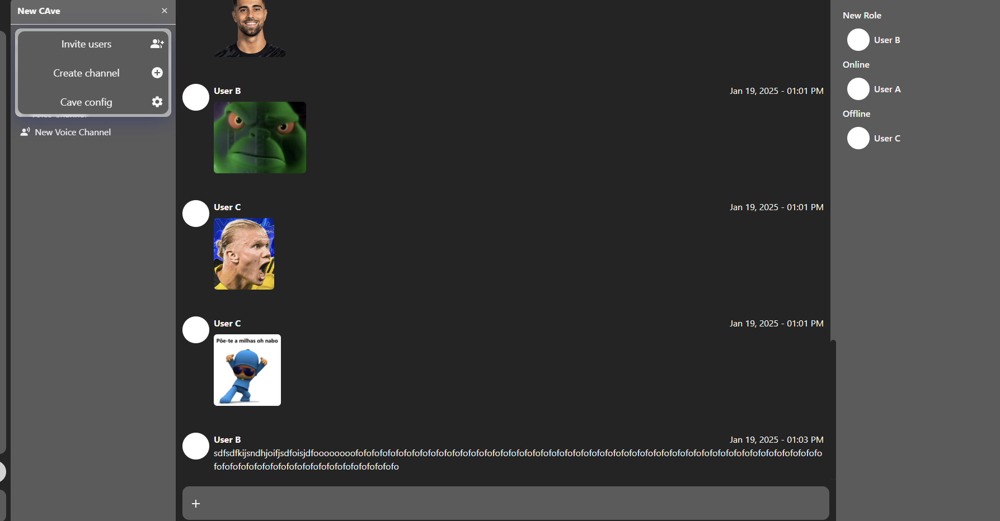 New CAve
Invite users
Create channel
Cave config
New Voice Channel
User B
Jan 19, 2025 - 01:01 PM
User C
Jan 19, 2025 - 01:01 PM
User C
Jan 19, 2025 - 01:01 PM
Põe-te a milhas oh nabo
User B
Jan 19, 2025 - 01:03 PM
sdfsdfkijsndhjoifjsdfoisjdfoooooooofofofofofofofofofofofofofofofofofofofofofofofofofofofofofofofofofofofofofofofofofofofofofofofofofofofofofofofofofo
fofofofofofofofofofofofofofofofofofofofofofofo
New Role
User B
Online
User A
Offline
User C